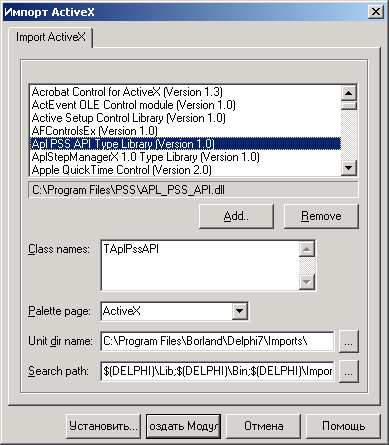 Импорт ActiveX
Import ActiveX
Acrobat Control for ActiveX (Version 1.3)
ActEvent OLE Control module (Version 1.0)
Active Setup Control Library (Version 1.0)
AFControlsEx (Version 1.0)
Apl PSS API Type Library (Version 1.0)
AplStepManagerX 1.0 Type Library (Version 1.0)
Apple QuickTime Control (Version 2.0)
C:\Program Files\PSS\APL_PSS_API.dll
Add..
Remove
Class names:
TAplPssAPI
Palette page:
ActiveX
Unit dir name:
C:\Program Files\Borland\Delphi7\Imports\
...
Search path:
$(DELPHI)\Lib;$(DELPHI)\Bin;$(DELPHI)\Impor
...
Установить...
оздать Модул
Отмена
Помощь